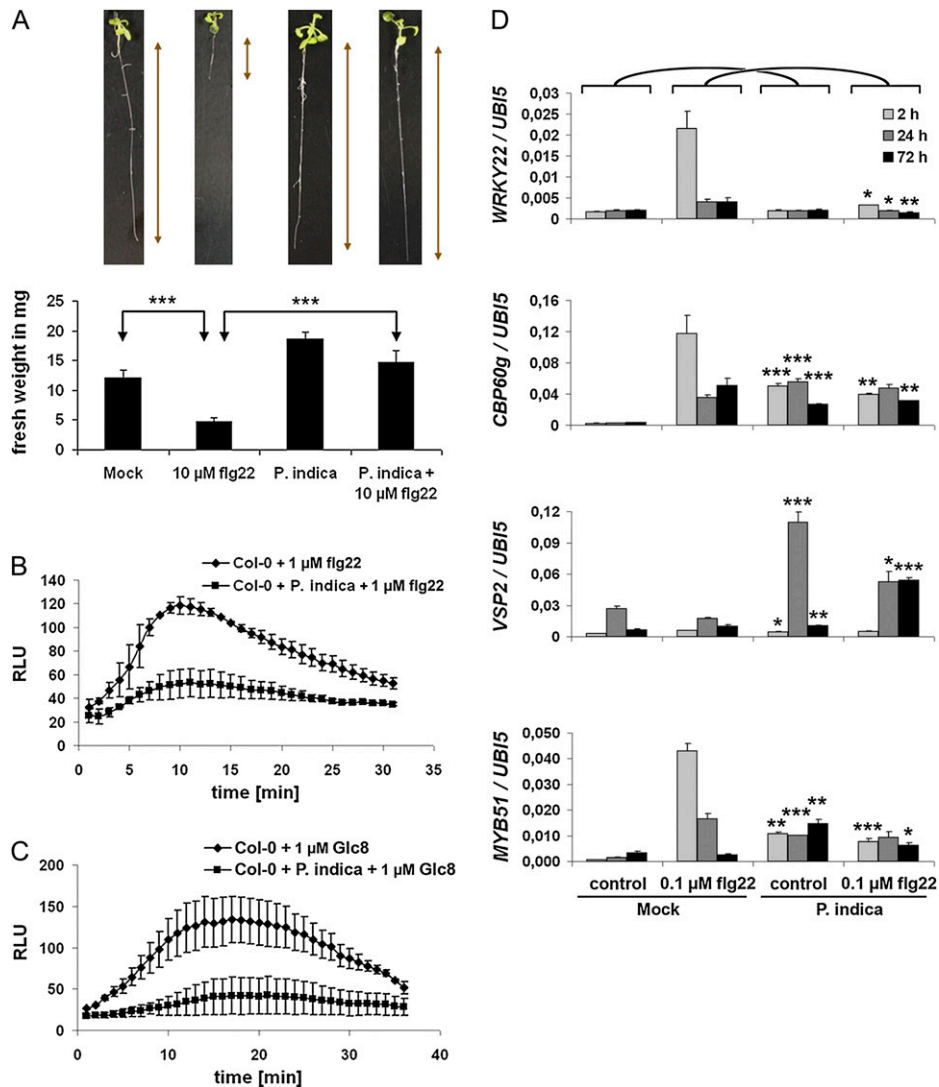 A
***
***
fresh weight in mg
25
20
15
10
5
0
Mock
10 µM flg22
P. indica
P. indica +
10 µM flg22
B
Col-0 + 1 µM flg22
Col-0 + P. indica + 1 µM flg22
RLU
140
120
100
80
60
40
20
0
0 5 10 15 20 25 30 35
time [min]
C
Col-0 + 1 µM Glc8
Col-0 + P. indica + 1 µM Glc8
RLU
200
150
100
50
0
0 10 20 30 40
time [min]
D
WRKY22 / UBI5
0,03
0,025
0,02
0,015
0,01
0,005
0
2 h
24 h
72 h
* * **
CBP60g / UBI5
0,16
0,12
0,08
0,04
0
*** *** *** ** **
VSP2 / UBI5
0,12
0,09
0,06
0,03
0
* *** ** * ***
MYB51 / UBI5
0,050
0,040
0,030
0,020
0,010
0,000
** *** ** *** *
control 0.1 µM flg22 control 0.1 µM flg22
Mock P. indica